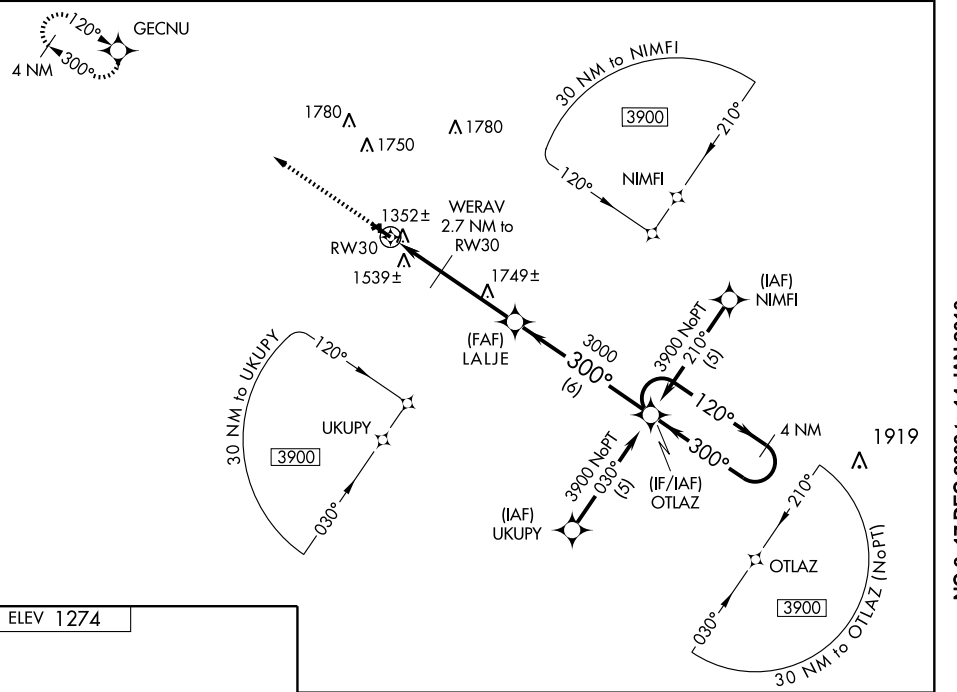 120°
GECNU
300°
4 NM
30 NM to NIMFI
3900
210°
120°
NIMFI
1780
1750
1780
1352±
RW30
1539±
WERAV
2.7 NM to
RW30
1749±
(FAF)
LALJE
3000
300°
(6)
(IAF)
NIMFI
3900 NoPT
210°
(5)
120°
4 NM
300°
(IF/IAF)
OTLAZ
3900 NoPT
030°
(5)
(IAF)
UKUPY
30 NM to UKUPY
120°
UKUPY
3900
030°
1919
210°
OTLAZ
3900
030°
30 NM to OTLAZ (NoPT)
ELEV 1274